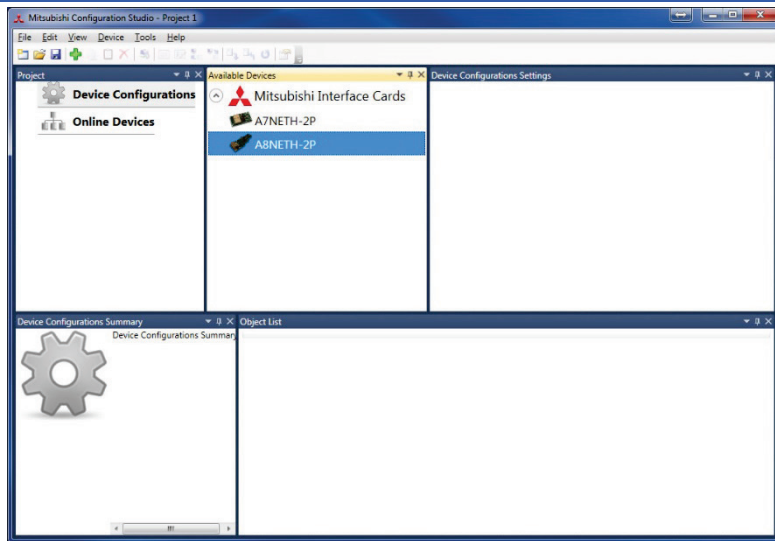 Mitsubishi Configuration Studio - Project 1
File Edit View Device Tools Help
Project
Device Configurations
Online Devices
Available Devices
Mitsubishi Interface Cards
A7NETH-2P
A8NETH-2P
Device Configurations Settings
Device Configurations Summary
Device Configurations Summary
Object List